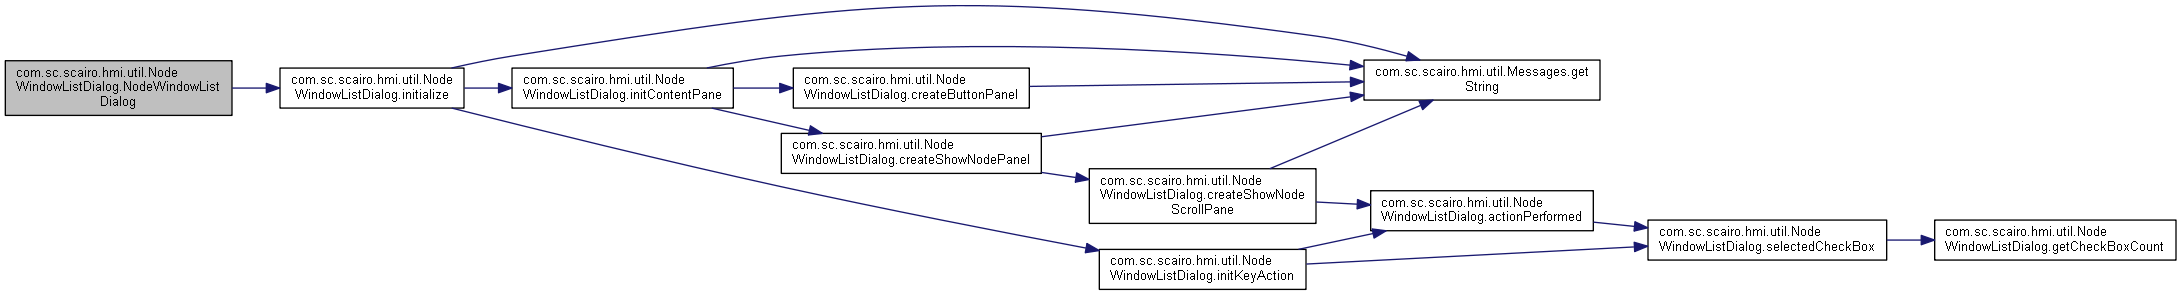 com.sc.scairo.hmi.util.Node
WindowListDialog.NodeWindowList
Dialog
com.sc.scairo.hmi.util.Node
WindowListDialog.initialize
com.sc.scairo.hmi.util.Node
WindowListDialog.initContentPane
com.sc.scairo.hmi.util.Node
WindowListDialog.createButtonPanel
com.sc.scairo.hmi.util.Messages.get
String
com.sc.scairo.hmi.util.Node
WindowListDialog.createShowNodePanel
com.sc.scairo.hmi.util.Node
WindowListDialog.createShowNode
ScrollPane
com.sc.scairo.hmi.util.Node
WindowListDialog.actionPerformed
com.sc.scairo.hmi.util.Node
WindowListDialog.initKeyAction
com.sc.scairo.hmi.util.Node
WindowListDialog.selectedCheckBox
com.sc.scairo.hmi.util.Node
WindowListDialog.getCheckBoxCount